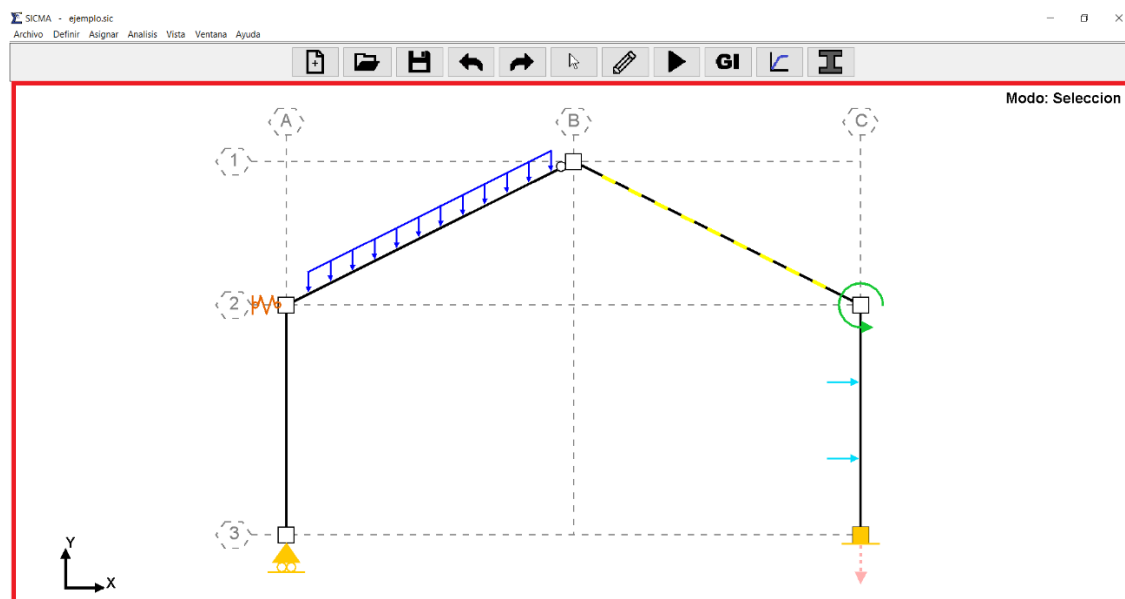 SICMA - ejemplo.sic
Archivo Definir Asignar Analisis Vista Ventana Ayuda
GI
Modo: Seleccion
A B C
1
2
3
Y
X